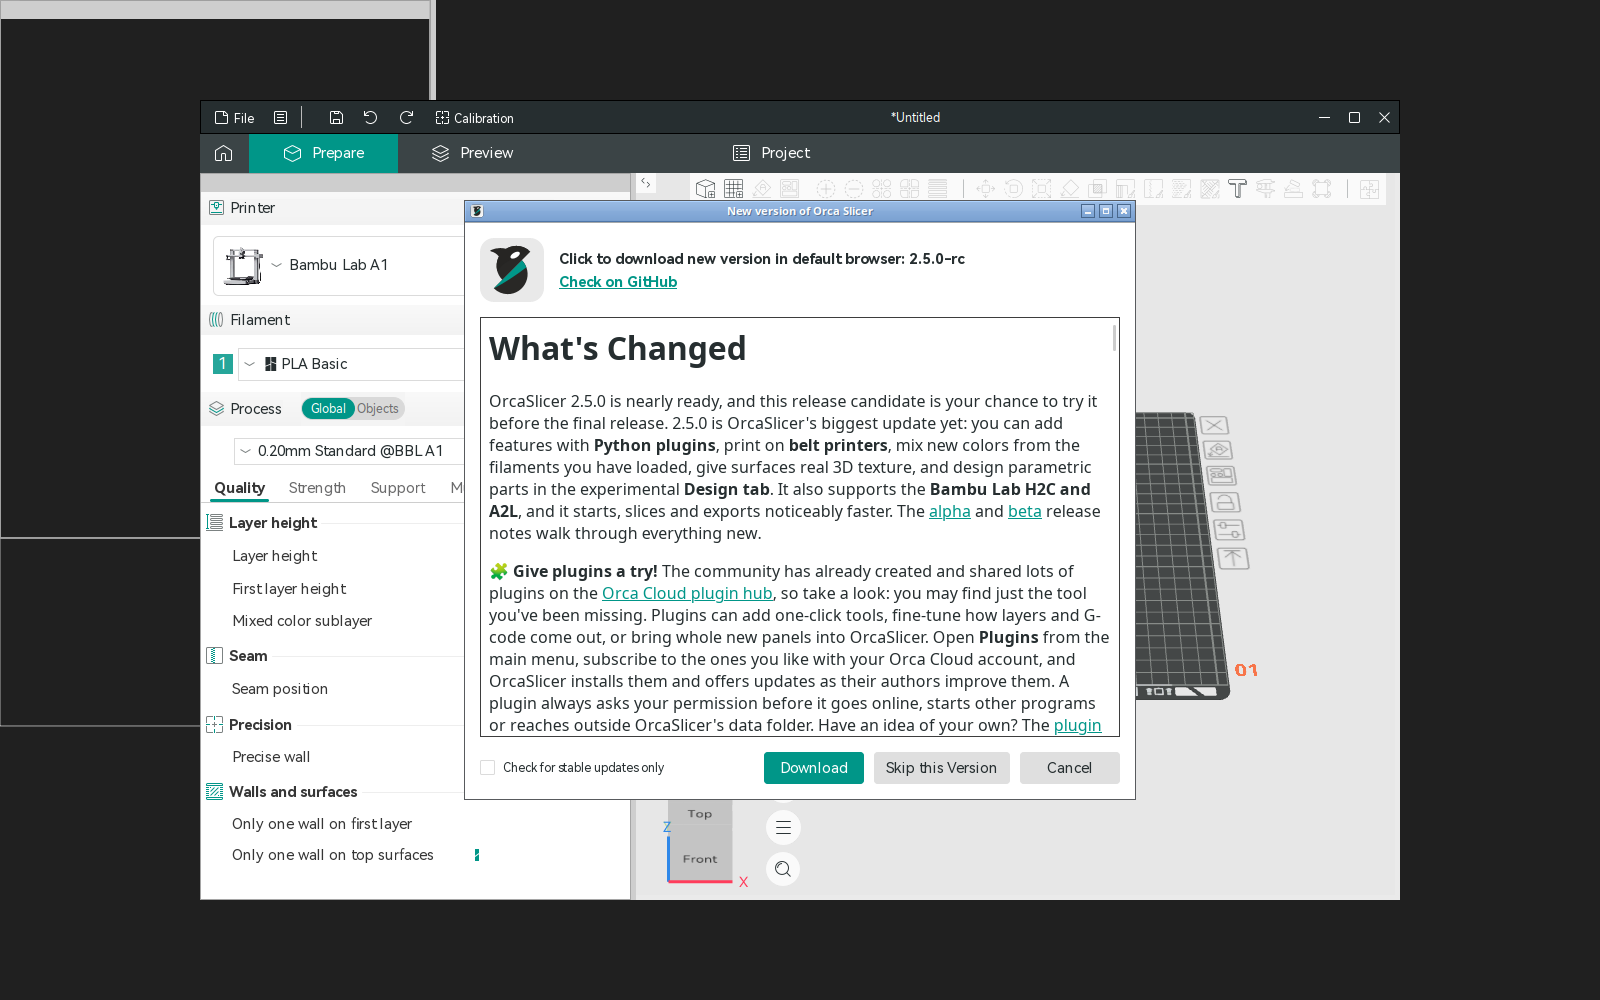 File
Calibration
*Untitled
Prepare
Preview
Project
Printer
Bambu Lab A1
Filament
1
PLA Basic
Process
Global
Objects
0.20mm Standard @BBL A1
Quality
Strength
Support
Layer height
Layer height
First layer height
Mixed color sublayer
Seam
Seam position
Precision
Precise wall
Walls and surfaces
Only one wall on first layer
Only one wall on top surfaces
New version of Orca Slicer
Click to download new version in default browser: 2.5.0-rc
Check on GitHub
What's Changed
OrcaSlicer 2.5.0 is nearly ready, and this release candidate is your chance to try it
before the final release. 2.5.0 is OrcaSlicer's biggest update yet: you can add
features with Python plugins, print on belt printers, mix new colors from the
filaments you have loaded, give surfaces real 3D texture, and design parametric
parts in the experimental Design tab. It also supports the Bambu Lab H2C and
A2L, and it starts, slices and exports noticeably faster. The alpha and beta release
notes walk through everything new.
🧩 Give plugins a try! The community has already created and shared lots of
plugins on the Orca Cloud plugin hub, so take a look: you may find just the tool
you've been missing. Plugins can add one-click tools, fine-tune how layers and G-
code come out, or bring whole new panels into OrcaSlicer. Open Plugins from the
main menu, subscribe to the ones you like with your Orca Cloud account, and
OrcaSlicer installs them and offers updates as their authors improve them. A
plugin always asks your permission before it goes online, starts other programs
or reaches outside OrcaSlicer's data folder. Have an idea of your own? The plugin
Check for stable updates only
Download
Skip this Version
Cancel
01
Top
Front
Z
X